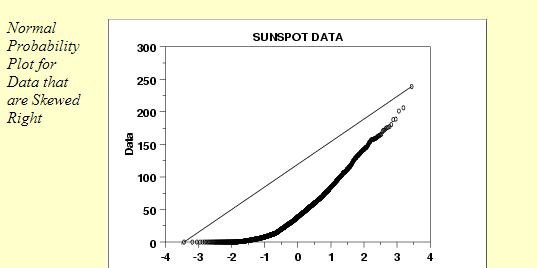 Normal
Probability
Plot for
Data that
are Skewed
Right
SUNSPOT DATA
300
250
200
150
100
50
0
Data
-4 -3 -2 -1 0 1 2 3 4